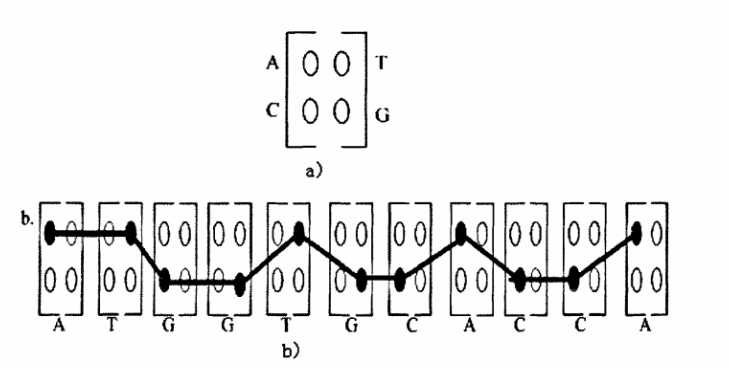 A T
C G
a)
b.
A T G G T G C A C C A
b)